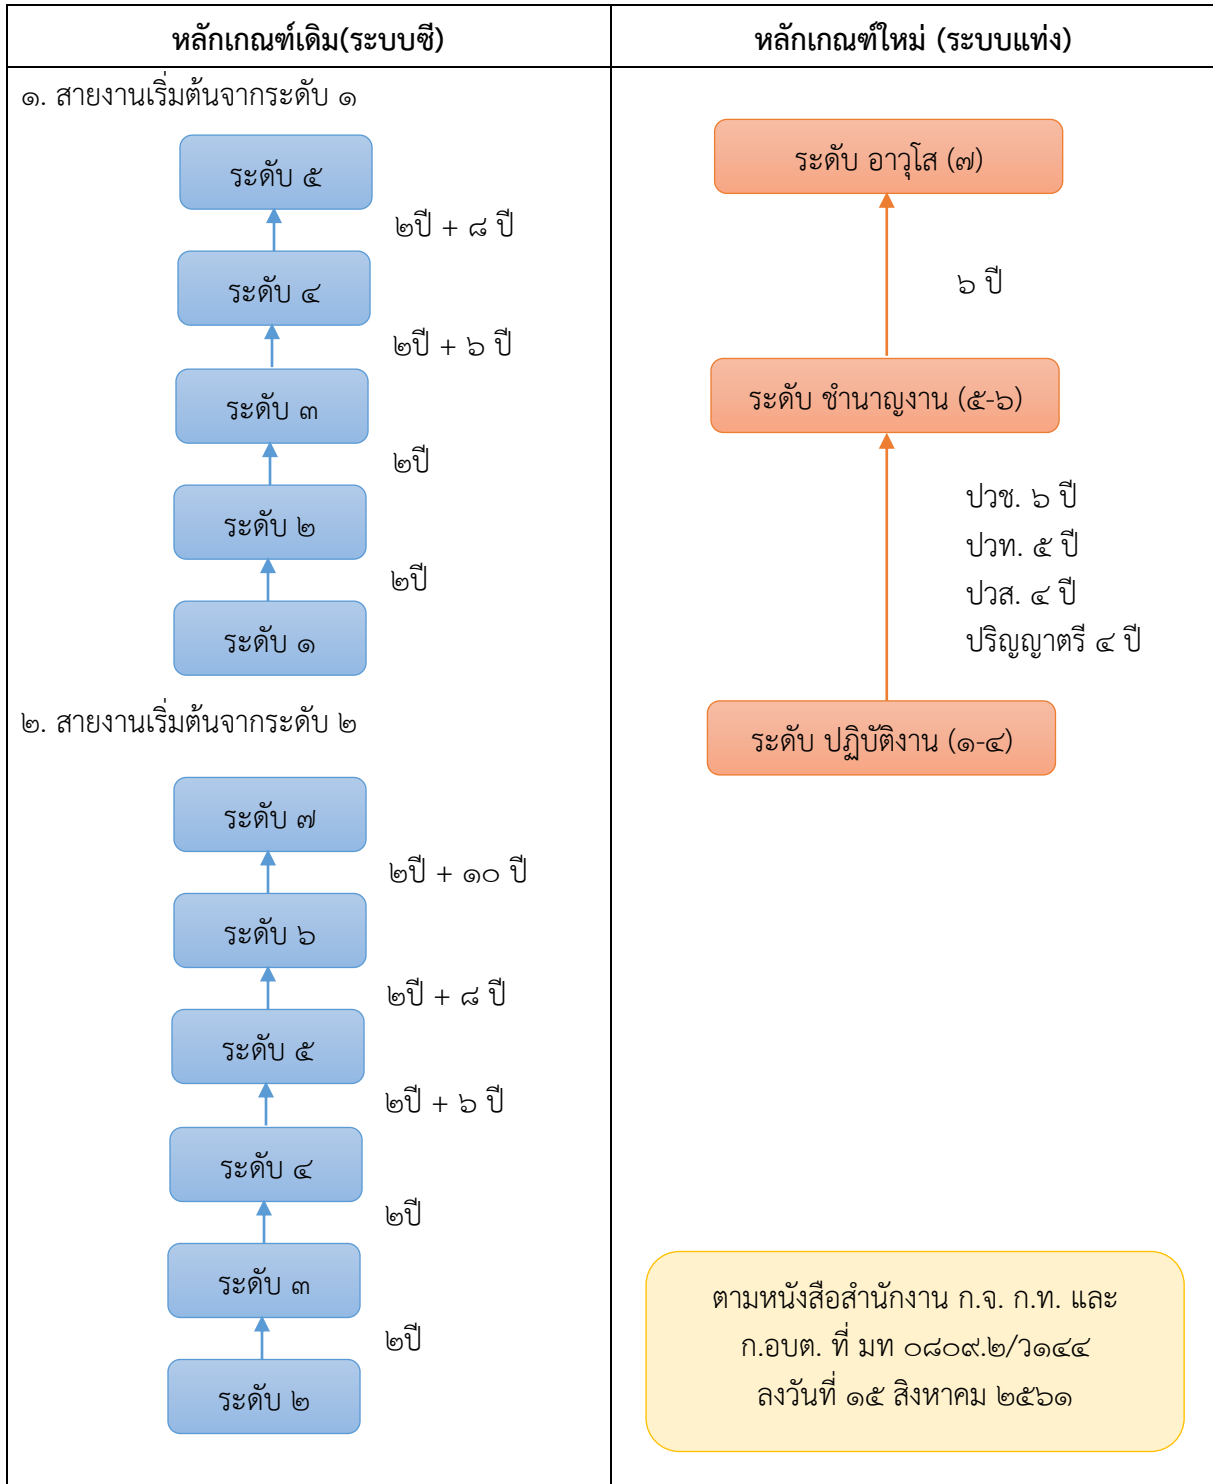 หลักเกณฑ์เดิม(ระบบซี)
๑. สายงานเริ่มต้นจากระดับ ๑
ระดับ ๕
๒ปี + ๘ ปี
ระดับ ๔
๒ปี + ๖ ปี
ระดับ ๓
๒ปี
ระดับ ๒
๒ปี
ระดับ ๑
๒. สายงานเริ่มต้นจากระดับ ๒
ระดับ ๗
๒ปี + ๑๐ ปี
ระดับ ๖
๒ปี + ๘ ปี
ระดับ ๕
๒ปี + ๖ ปี
ระดับ ๔
๒ปี
ระดับ ๓
๒ปี
ระดับ ๒
หลักเกณฑ์ใหม่ (ระบบแท่ง)
ระดับ อาวุโส (๗)
๖ ปี
ระดับ ชำนาญงาน (๕-๖)
ปวช. ๖ ปี
ปวท. ๕ ปี
ปวส. ๔ ปี
ปริญญาตรี ๔ ปี
ระดับ ปฏิบัติงาน (๑-๔)
ตามหนังสือสำนักงาน ก.จ. ก.ท. และ
ก.อบต. ที่ มท ๐๘๐๙.๒/ว๑๔๔
ลงวันที่ ๑๕ สิงหาคม ๒๕๖๑